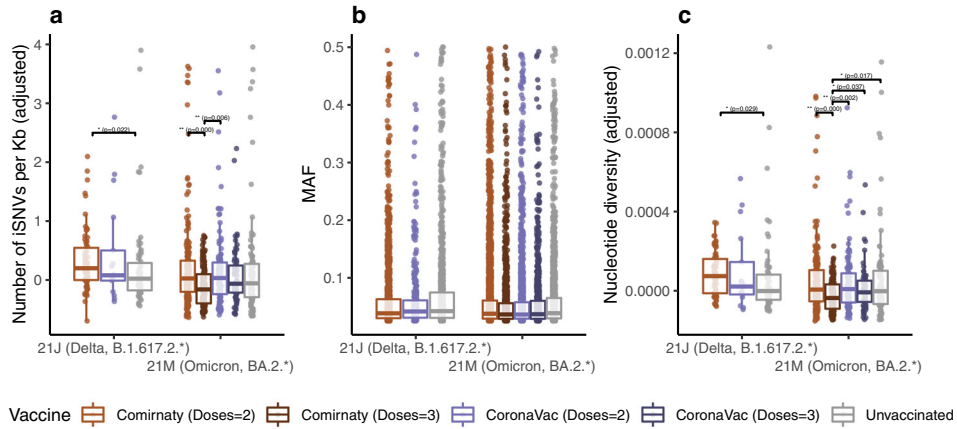 a
b
c
Number of iSNVs per Kb (adjusted)
4
3
2
1
0
* (p=0.022)
** (p=0.000)
** (p=0.006)
21J (Delta, B.1.617.2.*)
21M (Omicron, BA.2.*)
MAF
0.5
0.4
0.3
0.2
0.1
21J (Delta, B.1.617.2.*)
21M (Omicron, BA.2.*)
Nucleotide diversity (adjusted)
0.0012
0.0008
0.0004
0.0000
* (p=0.029)
* (p=0.017)
* (p=0.037)
** (p=0.002)
** (p=0.000)
21J (Delta, B.1.617.2.*)
21M (Omicron, BA.2.*)
Vaccine
Comirnaty (Doses=2)
Comirnaty (Doses=3)
CoronaVac (Doses=2)
CoronaVac (Doses=3)
Unvaccinated